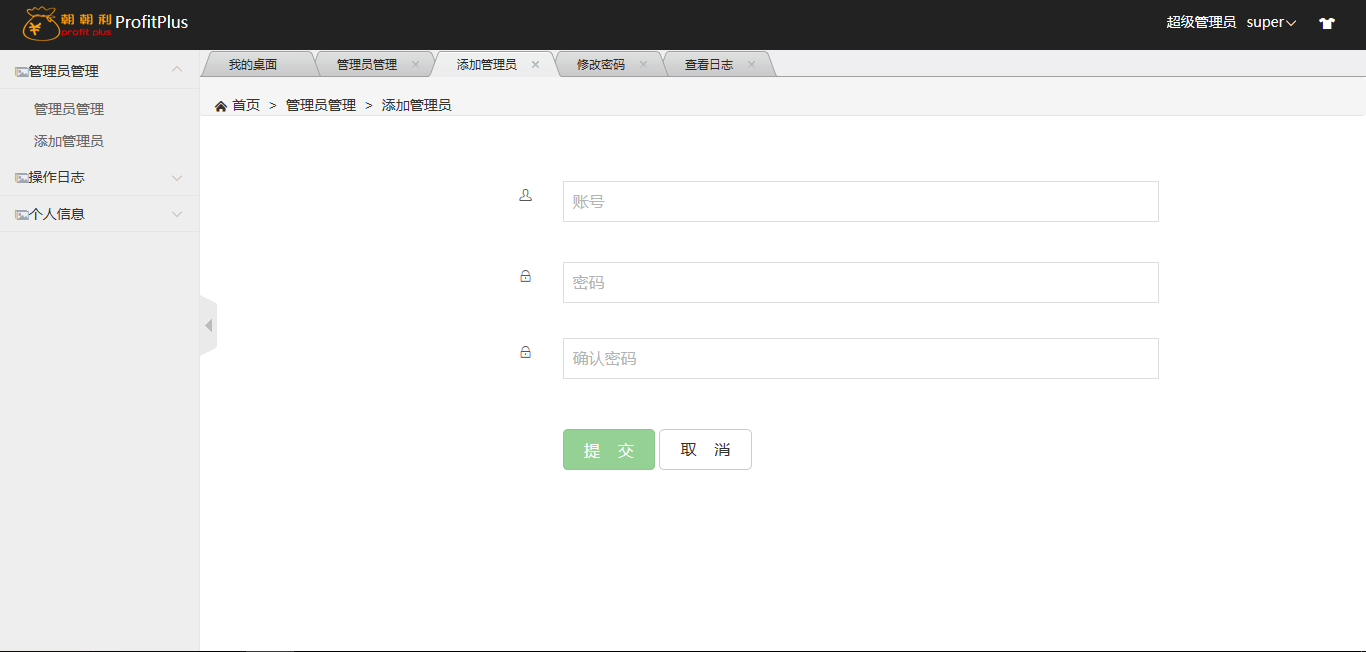 朝朝利 ProfitPlus
profit plus
超级管理员 super
管理员管理
管理员管理
添加管理员
操作日志
个人信息
我的桌面 管理员管理 添加管理员 修改密码 查看日志
首页 > 管理员管理 > 添加管理员
账号
密码
确认密码
提 交 取 消